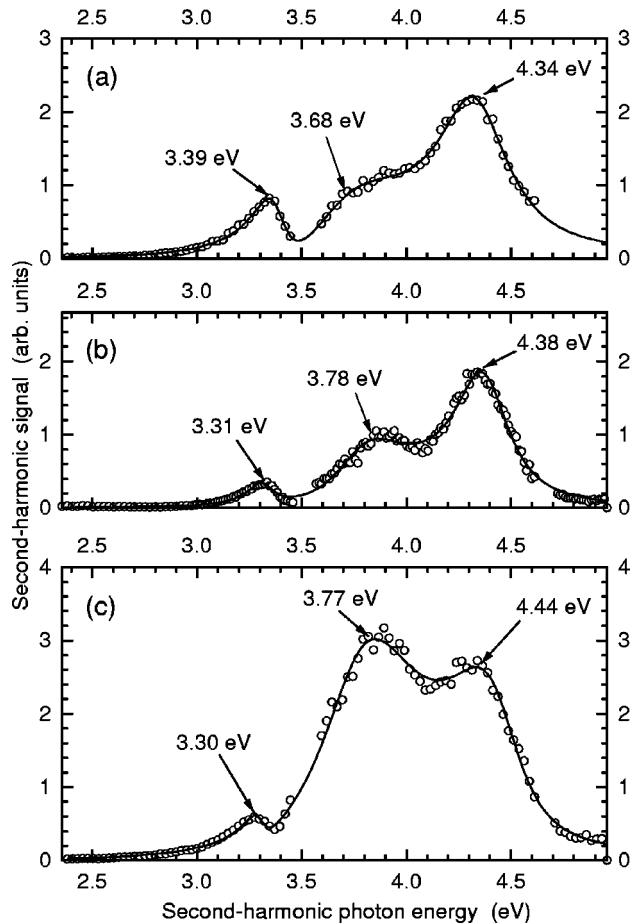 2.5 3.0 3.5 4.0 4.5
3
(a)
4.34 eV
3.68 eV
3.39 eV
2
1
0
3
2
1
0
2.5 3.0 3.5 4.0 4.5
(b)
4.38 eV
3.78 eV
3.31 eV
2
1
0
2
1
0
2.5 3.0 3.5 4.0 4.5
4
(c)
3.77 eV
4.44 eV
3.30 eV
3
2
1
0
4
3
2
1
0
2.5 3.0 3.5 4.0 4.5
Second-harmonic photon energy (eV)
Second-harmonic signal (arb. units)